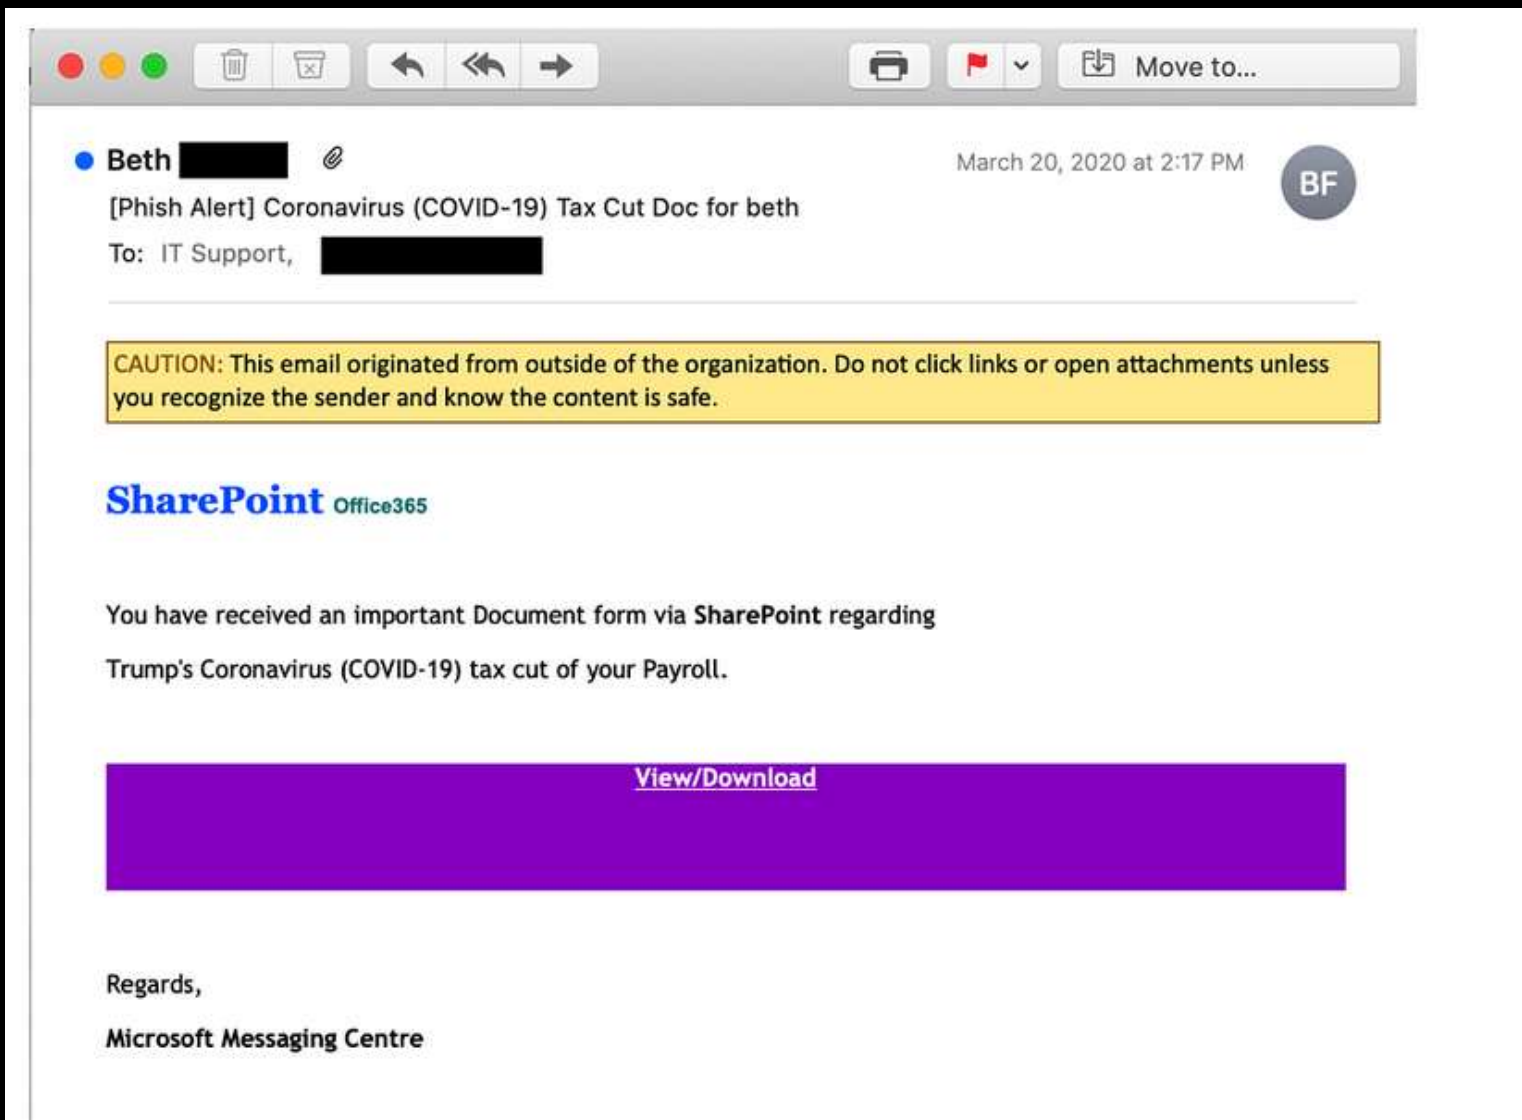 Move to...
Beth
March 20, 2020 at 2:17 PM
BF
[Phish Alert] Coronavirus (COVID-19) Tax Cut Doc for beth
To: IT Support,
CAUTION: This email originated from outside of the organization. Do not click links or open attachments unless
you recognize the sender and know the content is safe.
SharePoint Office365
You have received an important Document form via SharePoint regarding
Trump's Coronavirus (COVID-19) tax cut of your Payroll.
View/Download
Regards,
Microsoft Messaging Centre